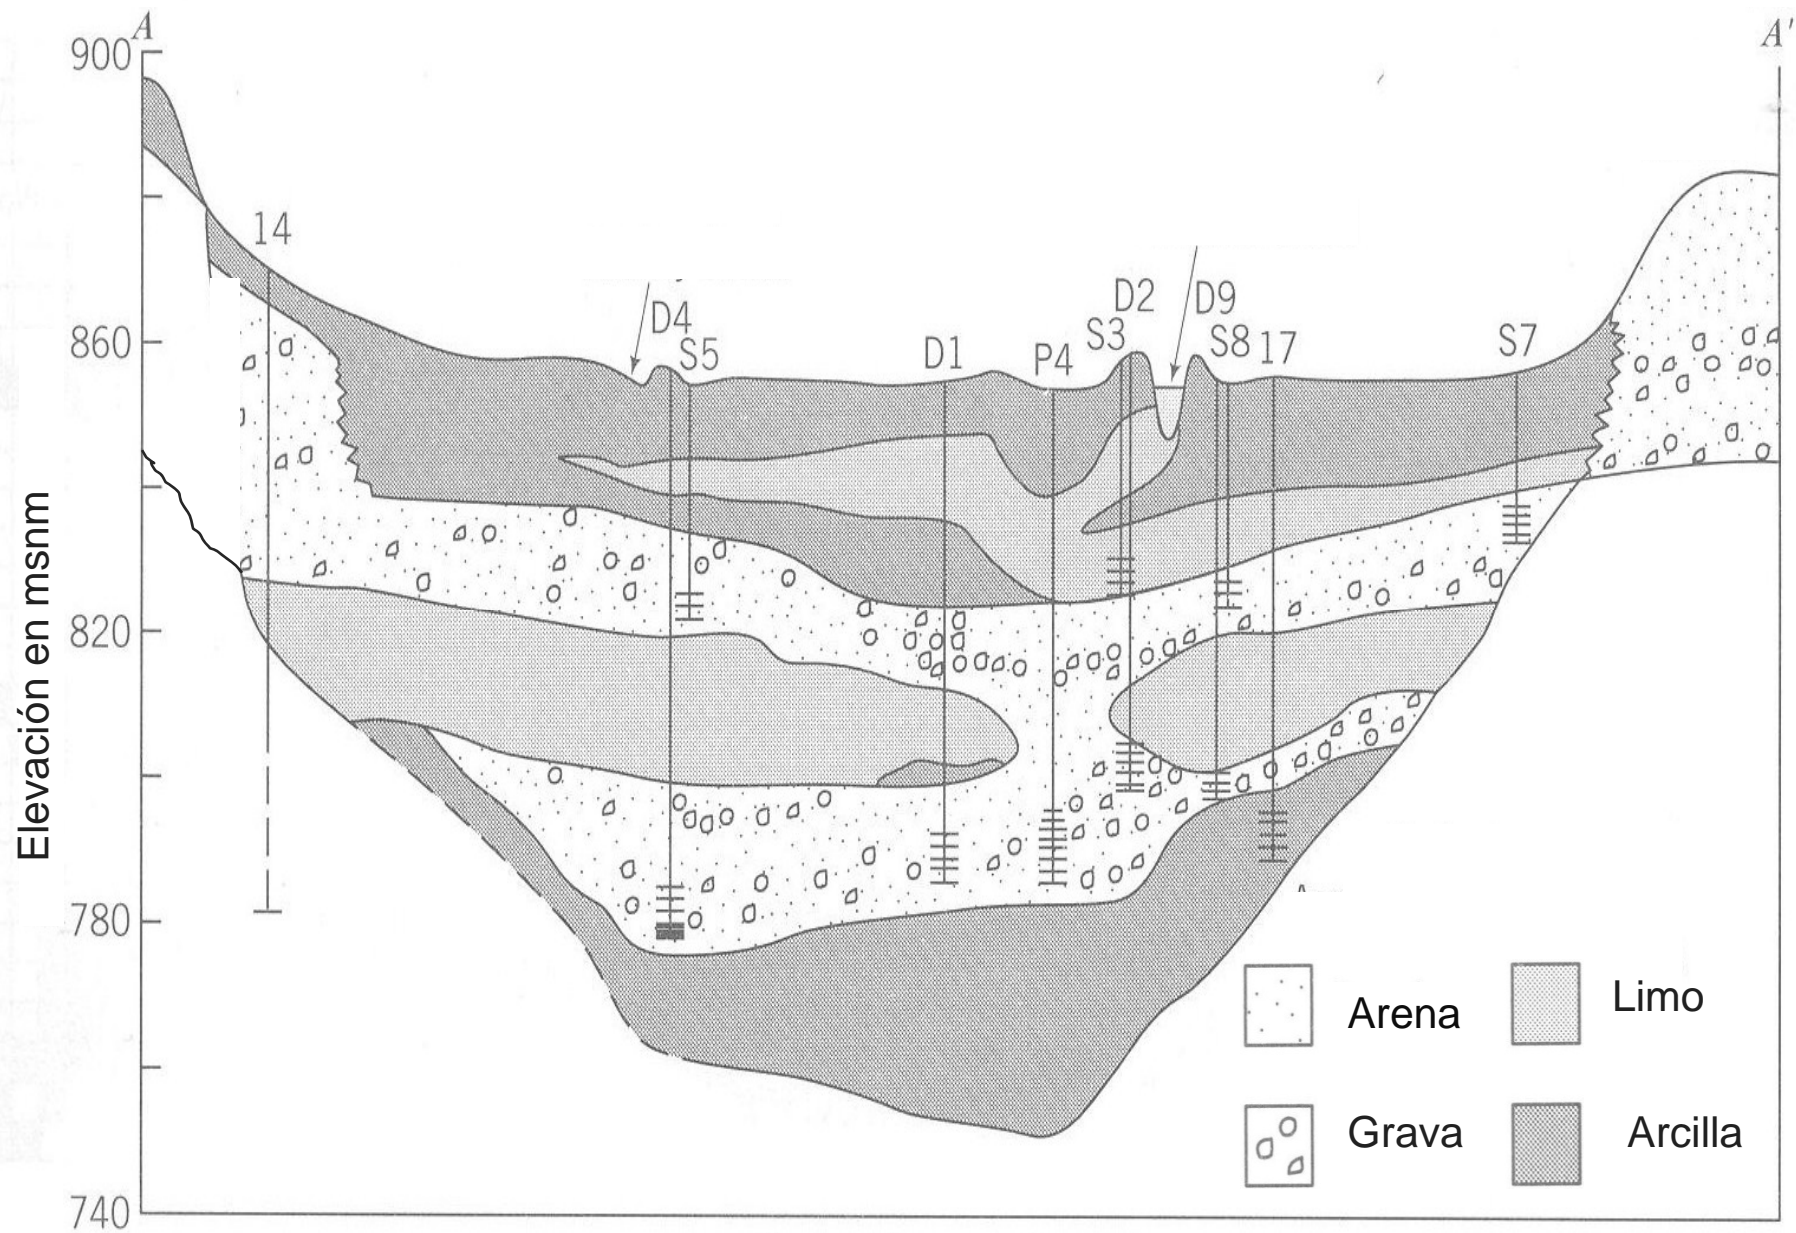 A
A'
900
14
D2
D9
D4
S3
860
S5
D1
P4
S8
17
S7
Elevación en msnm
820
780
Arena
Limo
Grava
Arcilla
740